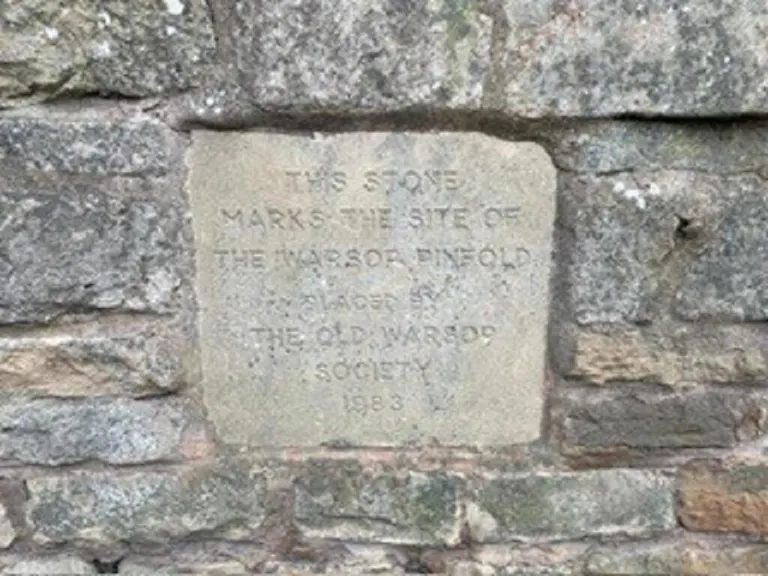 THIS STONE
MARKS THE SITE OF
THE WARSOP PINFOLD
PLACED BY
THE OLD WARSOP
SOCIETY
1983